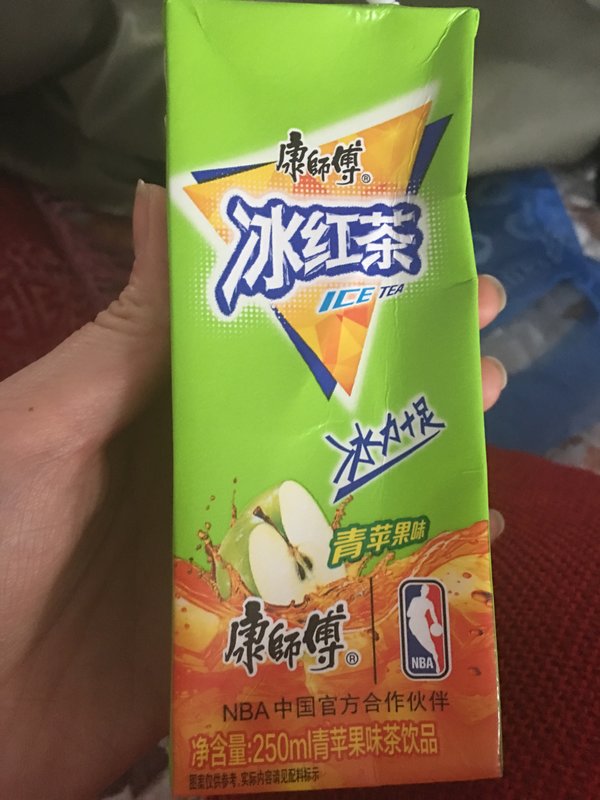 康師傅®
冰红茶
ICE TEA
冰力十足
青苹果味
康師傅®
NBA
NBA 中国官方合作伙伴
净含量:250ml青苹果味茶饮品
图案仅供参考,实际内容请见配料标示